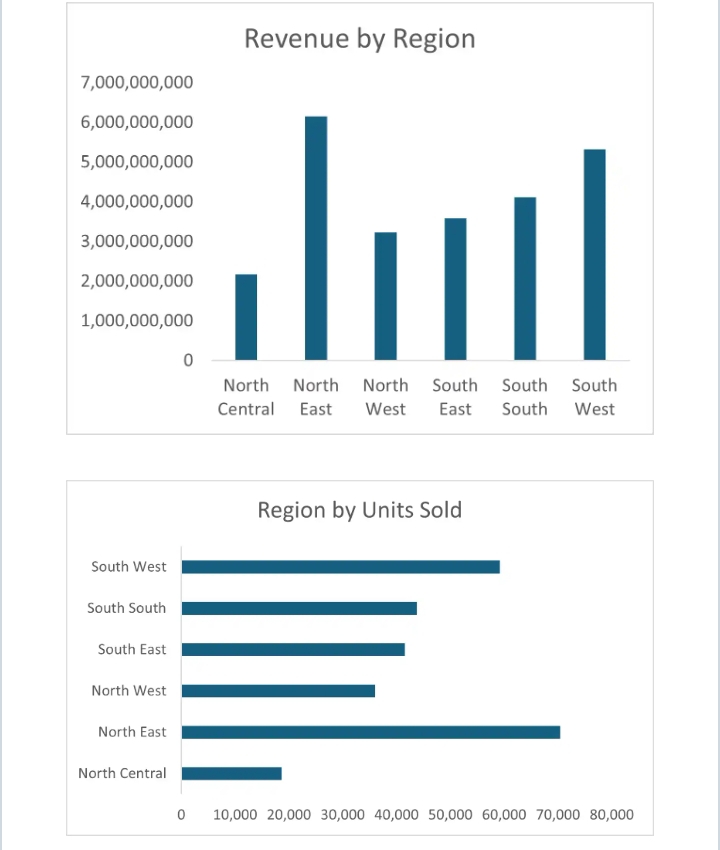 Revenue by Region
7,000,000,000
6,000,000,000
5,000,000,000
4,000,000,000
3,000,000,000
2,000,000,000
1,000,000,000
0
North North North South South South
Central East West East South West
Region by Units Sold
South West
South South
South East
North West
North East
North Central
0 10,000 20,000 30,000 40,000 50,000 60,000 70,000 80,000